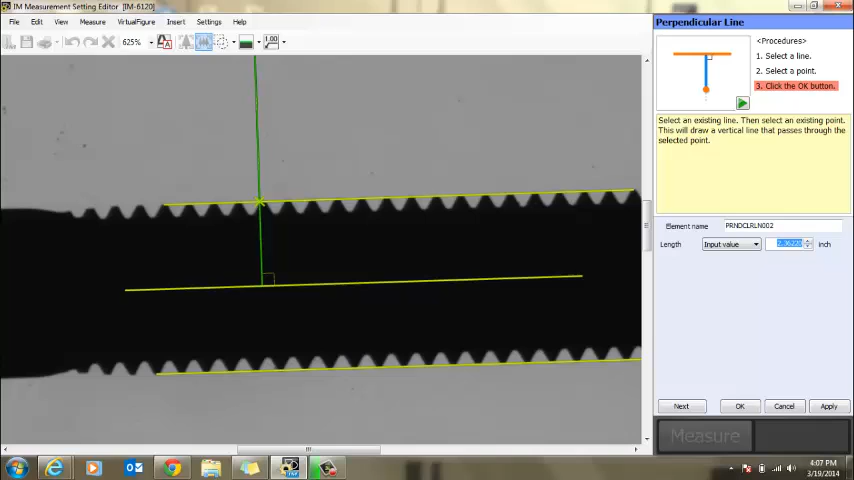 IM Measurement Setting Editor [IM-6120]
File Edit View Measure VirtualFigure Insert Settings Help
625% 1.00
Perpendicular Line
<Procedures>
1. Select a line.
2. Select a point.
3. Click the OK button.
Select an existing line. Then select an existing point.
This will draw a vertical line that passes through the
selected point.
Element name PRNDCLRLN002
Length Input value inch
Next OK Cancel Apply
Measure
4:07 PM
3/19/2014